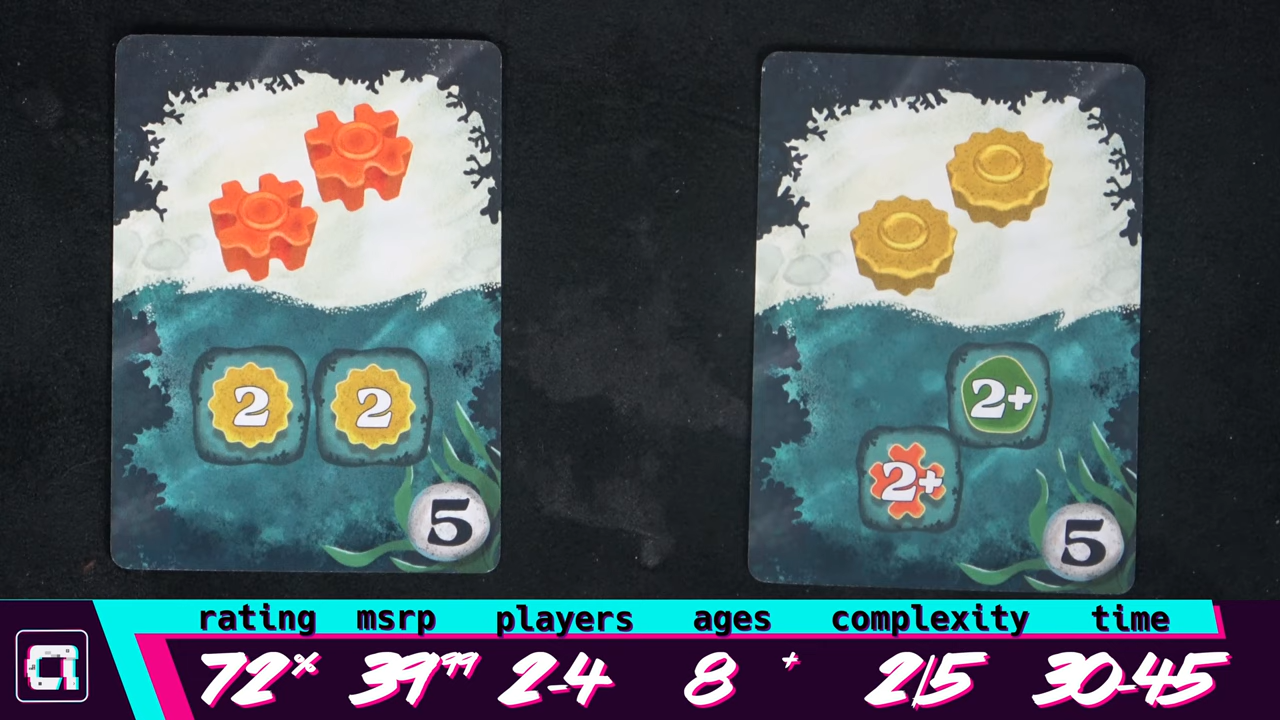 2 2
5
2+
2+
5
rating msrp players ages complexity time
72% 39.99 2-4 8+ 2/5 30-45